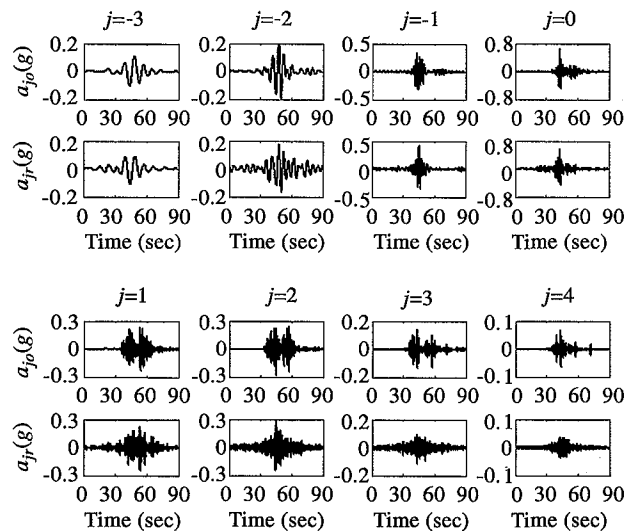 j=-3 j=-2 j=-1 j=0
a_jo(g) 0.2 0.2 0.5 0.8
0 0 0 0
-0.2 -0.2 -0.5 -0.8
0 30 60 90 0 30 60 90 0 30 60 90 0 30 60 90
a_jr(g) 0.2 0.2 0.5 0.8
0 0 0 0
-0.2 -0.2 -0.5 -0.8
0 30 60 90 0 30 60 90 0 30 60 90 0 30 60 90
Time (sec) Time (sec) Time (sec) Time (sec)
j=1 j=2 j=3 j=4
a_jo(g) 0.3 0.3 0.2 0.1
0 0 0 0
-0.3 -0.3 -0.2 -0.1
0 30 60 90 0 30 60 90 0 30 60 90 0 30 60 90
a_jr(g) 0.3 0.3 0.2 0.1
0 0 0 0
-0.3 -0.3 -0.2 -0.1
0 30 60 90 0 30 60 90 0 30 60 90 0 30 60 90
Time (sec) Time (sec) Time (sec) Time (sec)